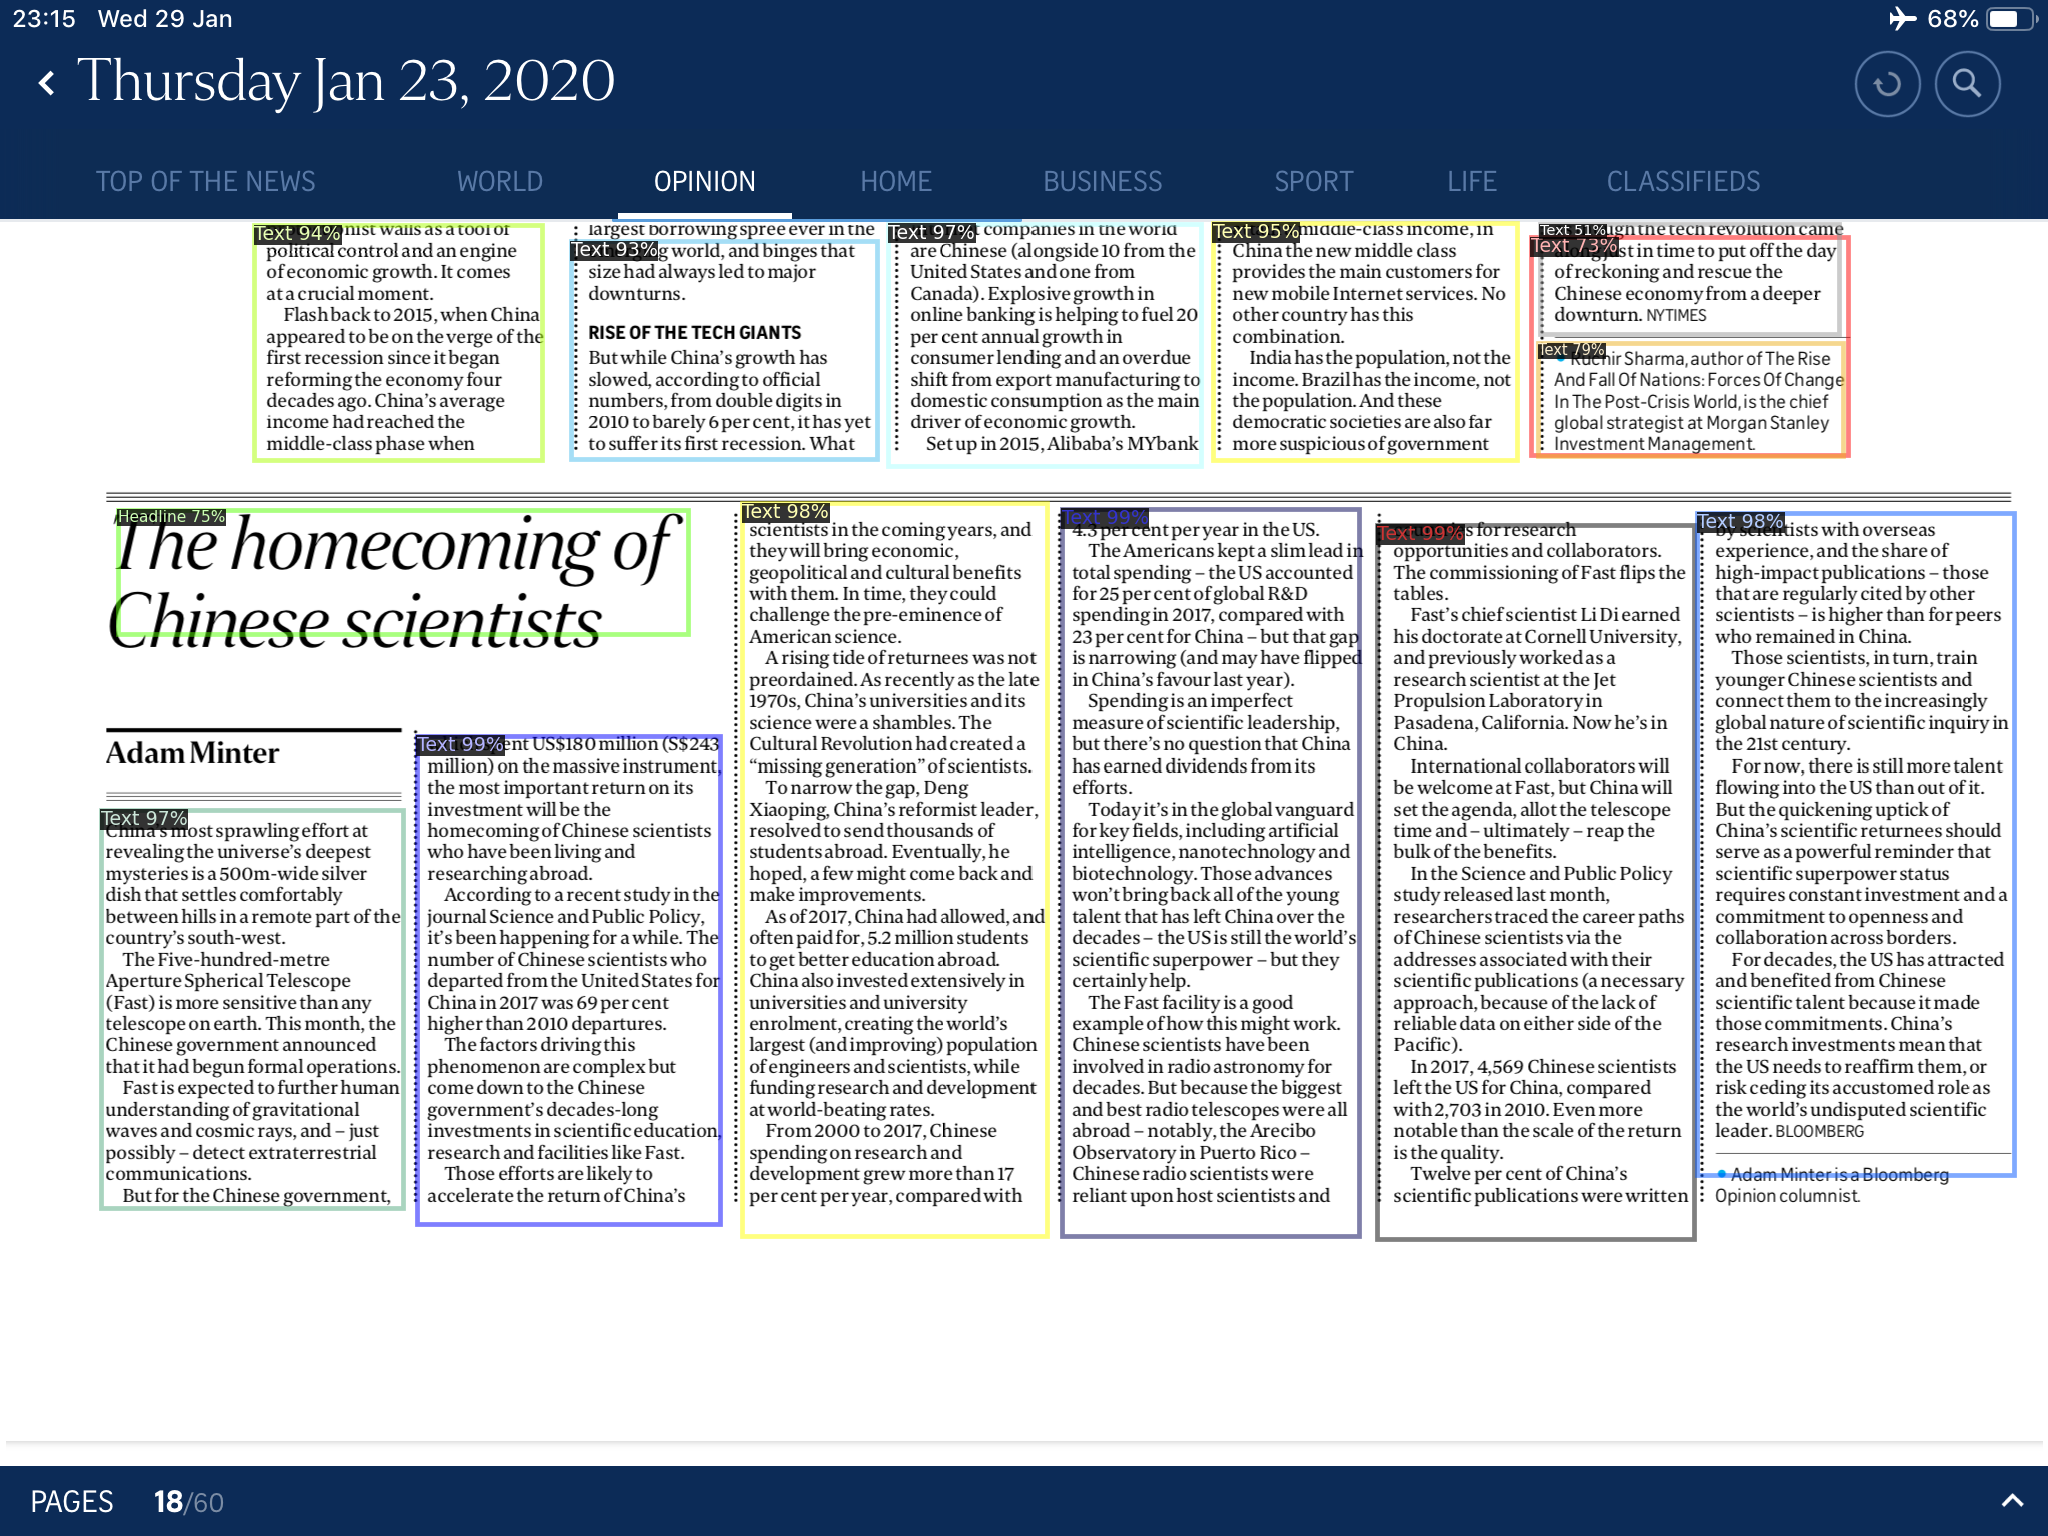 23:15 Wed 29 Jan
68%
Thursday Jan 23, 2020
TOP OF THE NEWS WORLD OPINION HOME BUSINESS SPORT LIFE CLASSIFIEDS
Text 94%
walls as a tool of
political control and an engine
of economic growth. It comes
at a crucial moment.
Flash back to 2015, when China
appeared to be on the verge of the
first recession since it began
reforming the economy four
decades ago. China's average
income had reached the
middle-class phase when
largest borrowing spree ever in the
Text 93%
world, and binges that
size had always led to major
downturns.
RISE OF THE TECH GIANTS
But while China's growth has
slowed, according to official
numbers, from double digits in
2010 to barely 6 per cent, it has yet
to suffer its first recession. What
Text 97%
companies in the world
are Chinese (alongside 10 from the
United States and one from
Canada). Explosive growth in
online banking is helping to fuel 20
per cent annual growth in
consumer lending and an overdue
shift from export manufacturing to
domestic consumption as the main
driver of economic growth.
Set up in 2015, Alibaba's MYbank
Text 95%
middle-class income, in
China the new middle class
provides the main customers for
new mobile Internet services. No
other country has this
combination.
India has the population, not the
income. Brazil has the income, not
the population. And these
democratic societies are also far
more suspicious of government
Text 51%
the tech revolution came
Text 73%
along just in time to put off the day
of reckoning and rescue the
Chinese economy from a deeper
downturn. NYTIMES
Text 79%
Ruchir Sharma, author of The Rise
And Fall Of Nations: Forces Of Change
In The Post-Crisis World, is the chief
global strategist at Morgan Stanley
Investment Management.
Headline 75%
The homecoming of
Chinese scientists
Adam Minter
Text 97%
China's most sprawling effort at
revealing the universe's deepest
mysteries is a 500m-wide silver
dish that settles comfortably
between hills in a remote part of the
country's south-west.
The Five-hundred-metre
Aperture Spherical Telescope
(Fast) is more sensitive than any
telescope on earth. This month, the
Chinese government announced
that it had begun formal operations.
Fast is expected to further human
understanding of gravitational
waves and cosmic rays, and – just
possibly – detect extraterrestrial
communications.
But for the Chinese government,
Text 99%
US$180 million (S$243
million) on the massive instrument,
the most important return on its
investment will be the
homecoming of Chinese scientists
who have been living and
researching abroad.
According to a recent study in the
journal Science and Public Policy,
it's been happening for a while. The
number of Chinese scientists who
departed from the United States for
China in 2017 was 69 per cent
higher than 2010 departures.
The factors driving this
phenomenon are complex but
come down to the Chinese
government's decades-long
investments in scientific education,
research and facilities like Fast.
Those efforts are likely to
accelerate the return of China's
Text 98%
scientists in the coming years, and
they will bring economic,
geopolitical and cultural benefits
with them. In time, they could
challenge the pre-eminence of
American science.
A rising tide of returnees was not
preordained. As recently as the late
1970s, China's universities and its
science were a shambles. The
Cultural Revolution had created a
“missing generation” of scientists.
To narrow the gap, Deng
Xiaoping, China's reformist leader,
resolved to send thousands of
students abroad. Eventually, he
hoped, a few might come back and
make improvements.
As of 2017, China had allowed, and
often paid for, 5.2 million students
to get better education abroad.
China also invested extensively in
universities and university
enrolment, creating the world's
largest (and improving) population
of engineers and scientists, while
funding research and development
at world-beating rates.
From 2000 to 2017, Chinese
spending on research and
development grew more than 17
per cent per year, compared with
Text 99%
4.3 per cent per year in the US.
The Americans kept a slim lead in
total spending – the US accounted
for 25 per cent of global R&D
spending in 2017, compared with
23 per cent for China – but that gap
is narrowing (and may have flipped
in China's favour last year).
Spending is an imperfect
measure of scientific leadership,
but there's no question that China
has earned dividends from its
efforts.
Today it's in the global vanguard
for key fields, including artificial
intelligence, nanotechnology and
biotechnology. Those advances
won't bring back all of the young
talent that has left China over the
decades – the US is still the world's
scientific superpower – but they
certainly help.
The Fast facility is a good
example of how this might work.
Chinese scientists have been
involved in radio astronomy for
decades. But because the biggest
and best radio telescopes were all
abroad – notably, the Arecibo
Observatory in Puerto Rico –
Chinese radio scientists were
reliant upon host scientists and
Text 99%
for research
opportunities and collaborators.
The commissioning of Fast flips the
tables.
Fast's chief scientist Li Di earned
his doctorate at Cornell University,
and previously worked as a
research scientist at the Jet
Propulsion Laboratory in
Pasadena, California. Now he's in
China.
International collaborators will
be welcome at Fast, but China will
set the agenda, allot the telescope
time and – ultimately – reap the
bulk of the benefits.
In the Science and Public Policy
study released last month,
researchers traced the career paths
of Chinese scientists via the
addresses associated with their
scientific publications (a necessary
approach, because of the lack of
reliable data on either side of the
Pacific).
In 2017, 4,569 Chinese scientists
left the US for China, compared
with 2,703 in 2010. Even more
notable than the scale of the return
is the quality.
Twelve per cent of China's
scientific publications were written
Text 98%
by scientists with overseas
experience, and the share of
high-impact publications – those
that are regularly cited by other
scientists – is higher than for peers
who remained in China.
Those scientists, in turn, train
younger Chinese scientists and
connect them to the increasingly
global nature of scientific inquiry in
the 21st century.
For now, there is still more talent
flowing into the US than out of it.
But the quickening uptick of
China's scientific returnees should
serve as a powerful reminder that
scientific superpower status
requires constant investment and a
commitment to openness and
collaboration across borders.
For decades, the US has attracted
and benefited from Chinese
scientific talent because it made
those commitments. China's
research investments mean that
the US needs to reaffirm them, or
risk ceding its accustomed role as
the world's undisputed scientific
leader. BLOOMBERG
Adam Minter is a Bloomberg
Opinion columnist.
PAGES 18/60